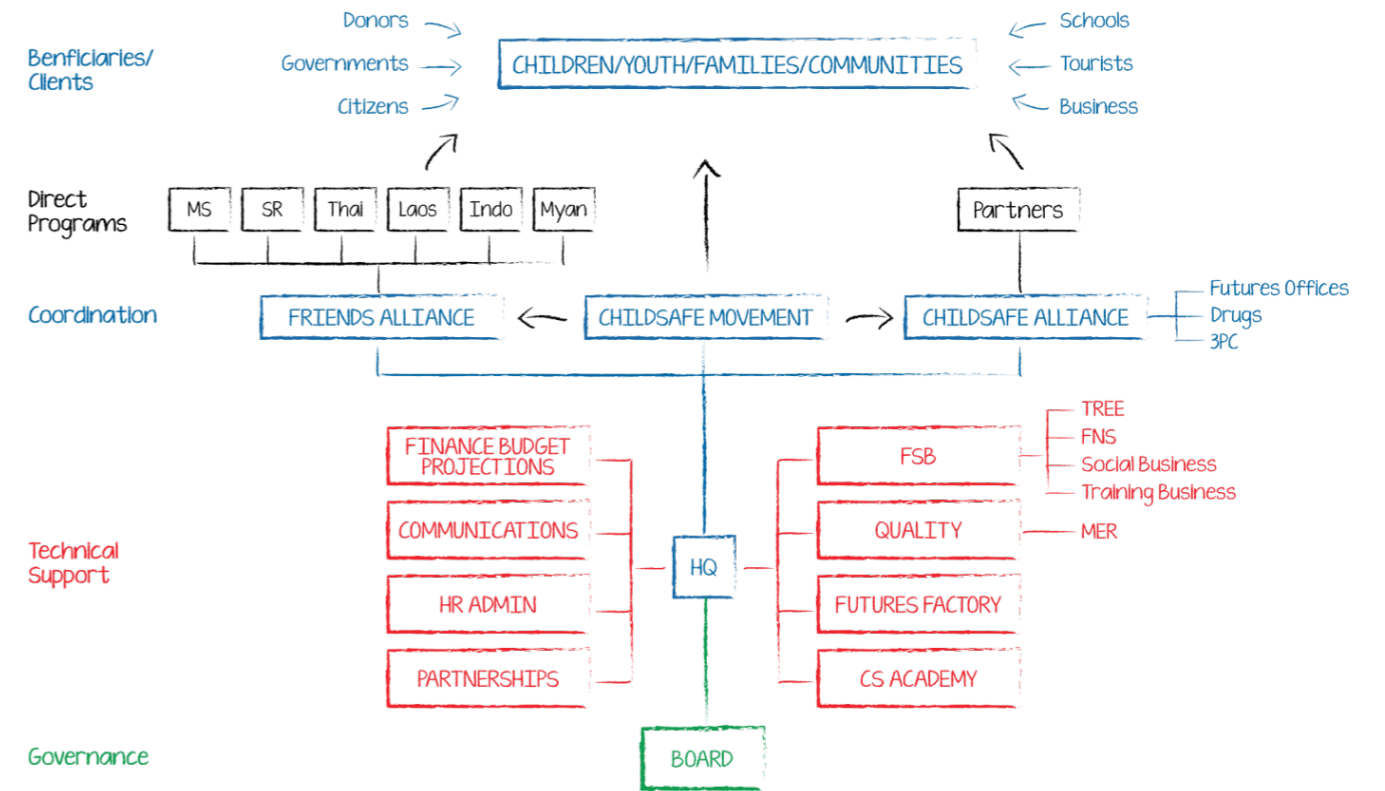 Donors
Schools
Benficiaries/
Clients
Governments
CHILDREN/YOUTH/FAMILIES/COMMUNITIES
Tourists
Citizens
Business
Direct
Programs
MS
SR
Thai
Laos
Indo
Myan
Partners
Coordination
FRIENDS ALLIANCE
CHILDSAFE MOVEMENT
CHILDSAFE ALLIANCE
Futures Offices
Drugs
3PC
FINANCE BUDGET
PROJECTIONS
FSB
TREE
FNS
Social Business
Training Business
COMMUNICATIONS
QUALITY
MER
Technical
Support
HQ
HR ADMIN
FUTURES FACTORY
PARTNERSHIPS
CS ACADEMY
Governance
BOARD